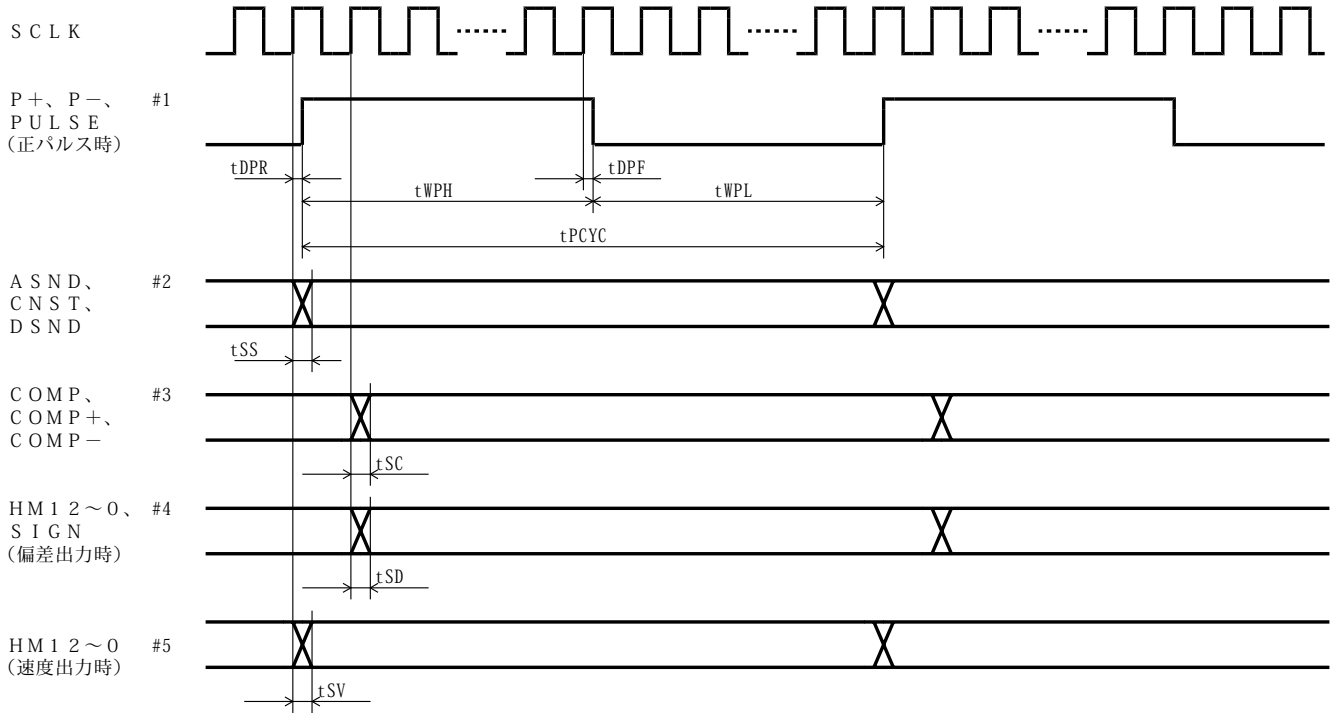 ＳＣＬＫ
Ｐ＋、Ｐ－、 #1
ＰＵＬＳＥ
（正パルス時）
tDPR
tDPF
tWPH
tWPL
tPCYC
ＡＳＮＤ、 #2
ＣＮＳＴ、
ＤＳＮＤ
tSS
ＣＯＭＰ、 #3
ＣＯＭＰ＋、
ＣＯＭＰ－
tSC
ＨＭ１２～０、 #4
ＳＩＧＮ
（偏差出力時）
tSD
ＨＭ１２～０ #5
（速度出力時）
tSV